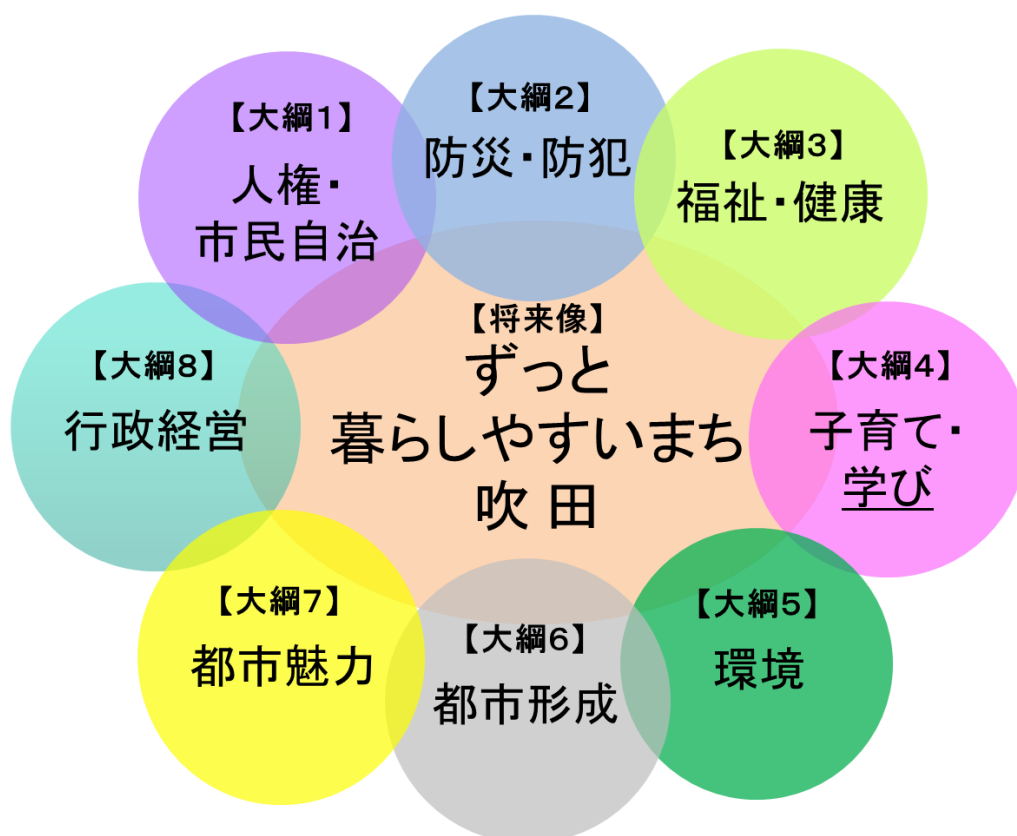 【大綱1】
人権・
市民自治
【大綱2】
防災・防犯
【大綱3】
福祉・健康
【大綱4】
子育て・
学び
【大綱5】
環境
【大綱6】
都市形成
【大綱7】
都市魅力
【大綱8】
行政経営
【将来像】
ずっと
暮らしやすいまち
吹 田